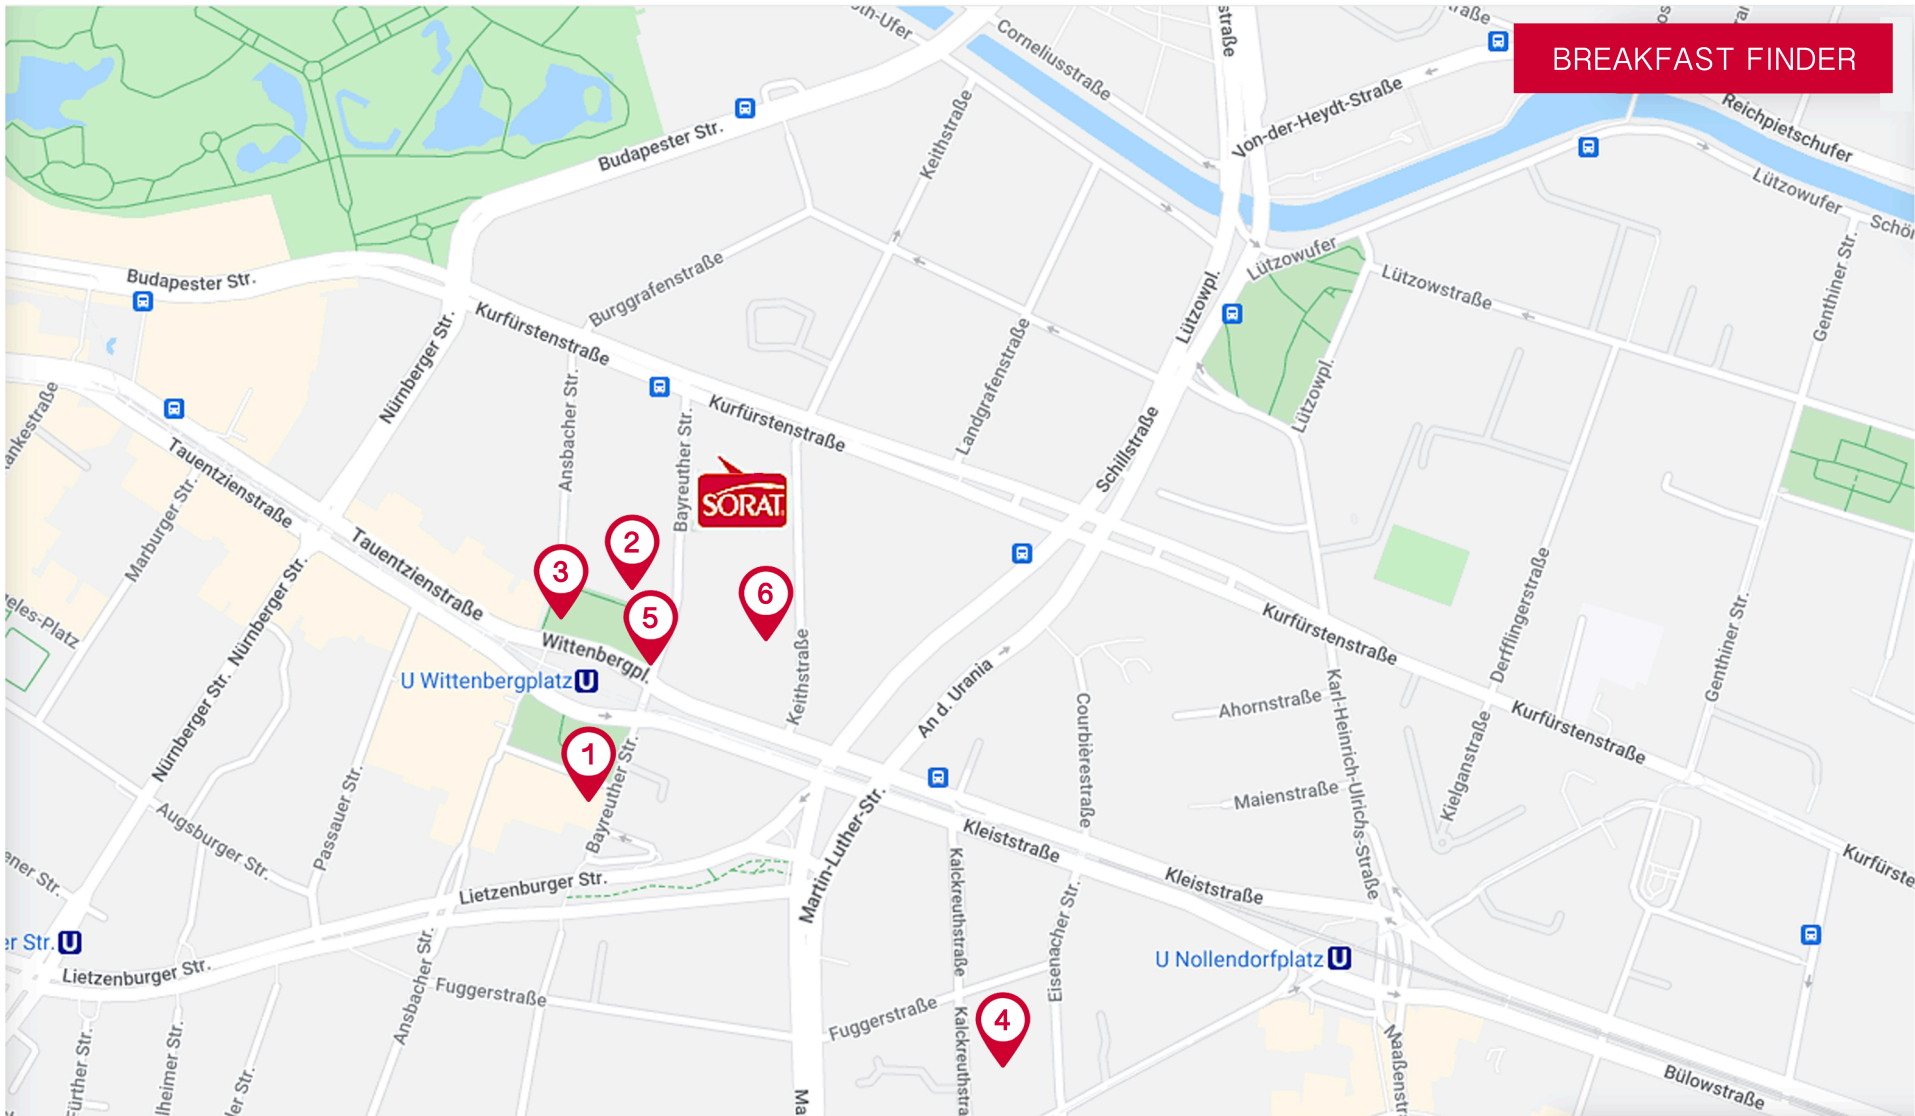 BREAKFAST FINDER
Corneliusstraße
Von-der-Heydt-Straße
Reichpietschufer
Lützowufer
Budapester Str.
Keithstraße
Budapester Str.
Burggrafenstraße
Lützowufer
Lützowstraße
Genthiner Str.
Nürnberger Str.
Kurfürstenstraße
Lützowpl.
Landgrafenstraße
Lützowpl.
Ansbacher Str.
Bayreuther Str.
Kurfürstenstraße
Schillstraße
Tauentzienstraße
Marburger Str.
SORAT
Tauentzienstraße
2
3
6
5
Wittenbergpl.
U Wittenbergplatz U
Nürnberger Str.
Nürnberger Str.
Keithstraße
An d. Urania
Kurfürstenstraße
Derfflingerstraße
Genthiner Str.
Ahornstraße
Karl-Heinrich-Ulrichs-Straße
Courbièrestraße
Kielganstraße
Kurfürstenstraße
Maienstraße
1
Bayreuther Str.
Passauer Str.
Augsburger Str.
Martin-Luther-Str.
Kleiststraße
Kleiststraße
Lietzenburger Str.
Kalckreuthstraße
Eisenacher Str.
U
Lietzenburger Str.
Ansbacher Str.
Fuggerstraße
Fuggerstraße
U Nollendorfplatz U
4
Bülowstraße